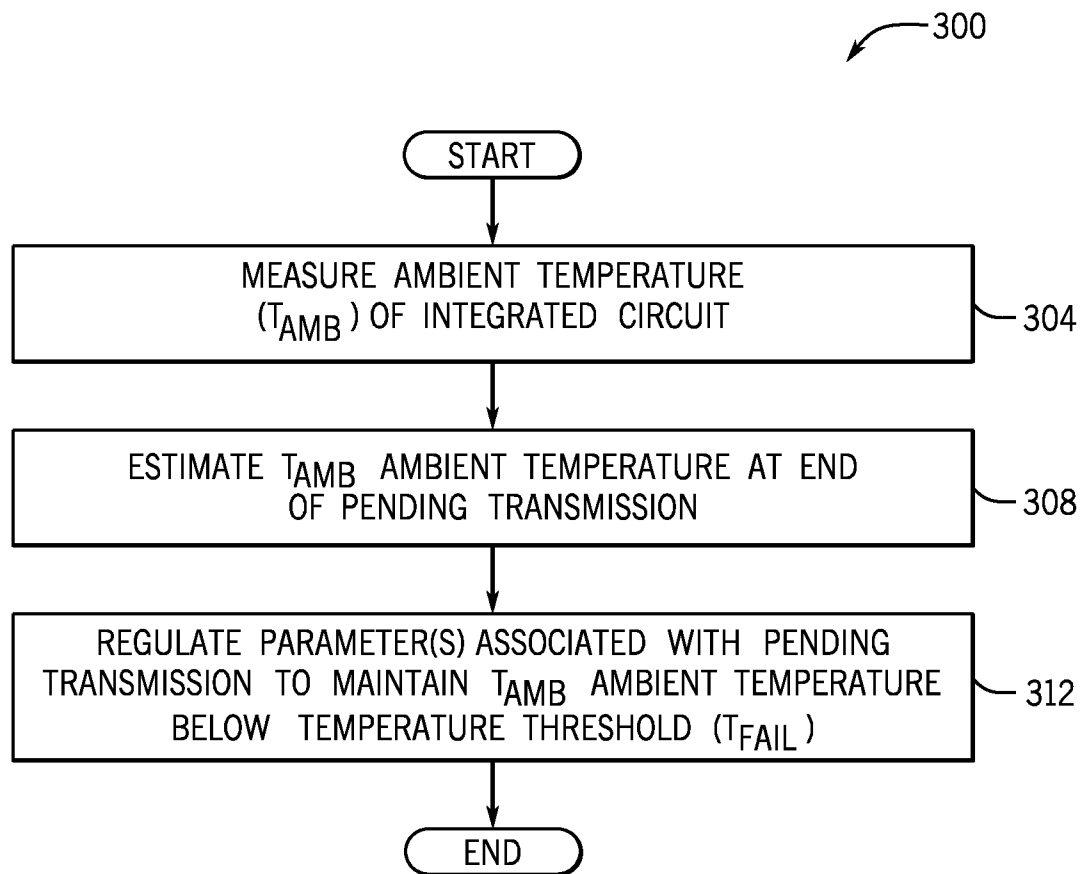 300
START
MEASURE AMBIENT TEMPERATURE
(TAMB) OF INTEGRATED CIRCUIT
304
ESTIMATE TAMB AMBIENT TEMPERATURE AT END
OF PENDING TRANSMISSION
308
REGULATE PARAMETER(S) ASSOCIATED WITH PENDING
TRANSMISSION TO MAINTAIN TAMB AMBIENT TEMPERATURE
BELOW TEMPERATURE THRESHOLD (TFAIL)
312
END